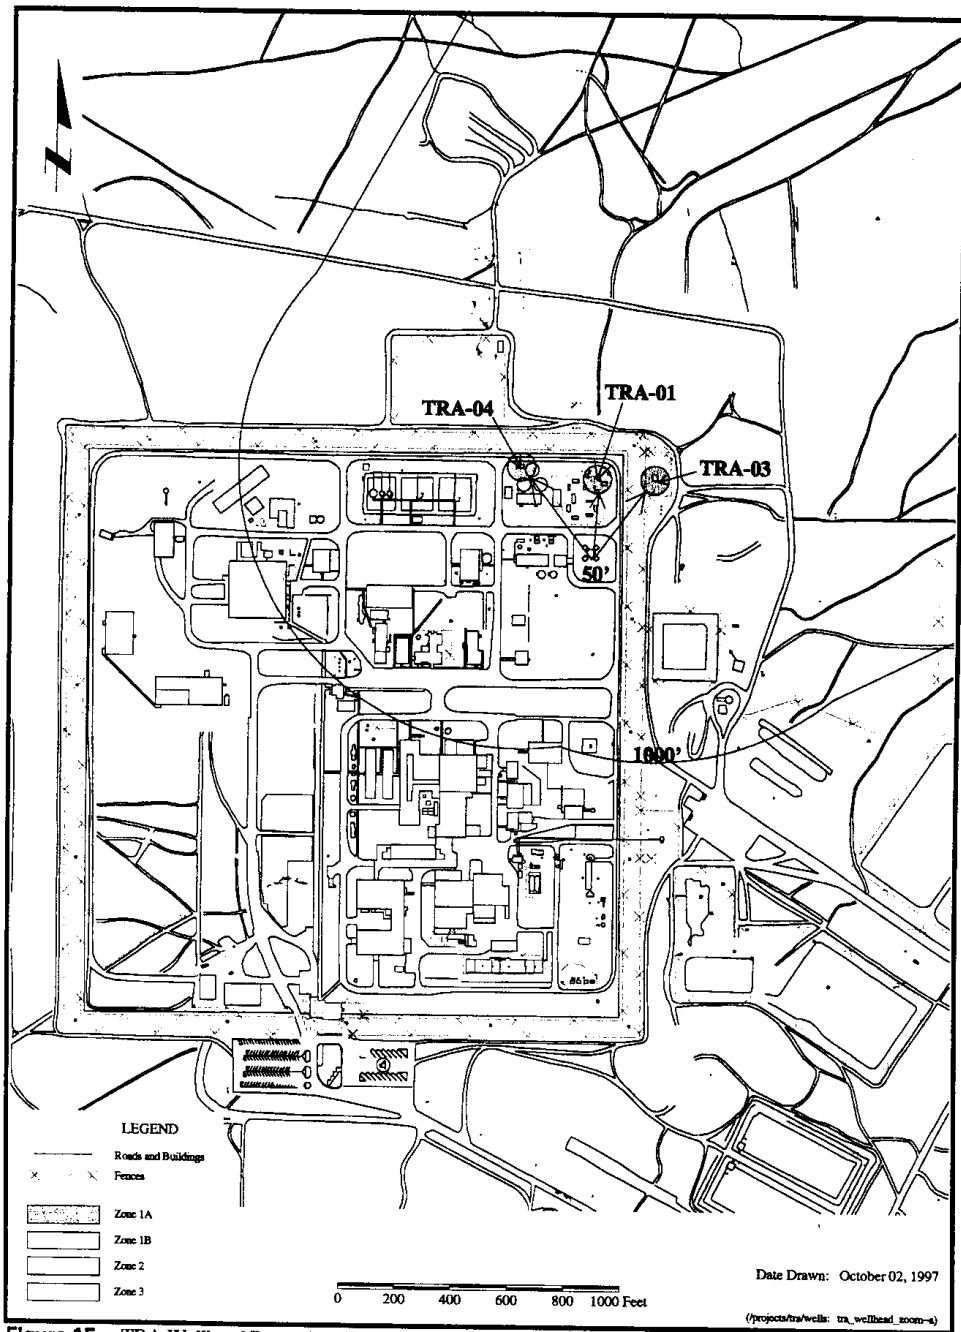 TRA-01
TRA-04
TRA-03
50'
1000'
LEGEND
Roads and Buildings
Fences
Zone 1A
Zone 1B
Zone 2
Zone 3
0 200 400 600 800 1000 Feet
Date Drawn: October 02, 1997
(/projects/tra/wells: tra_wellhead_zoom-a)